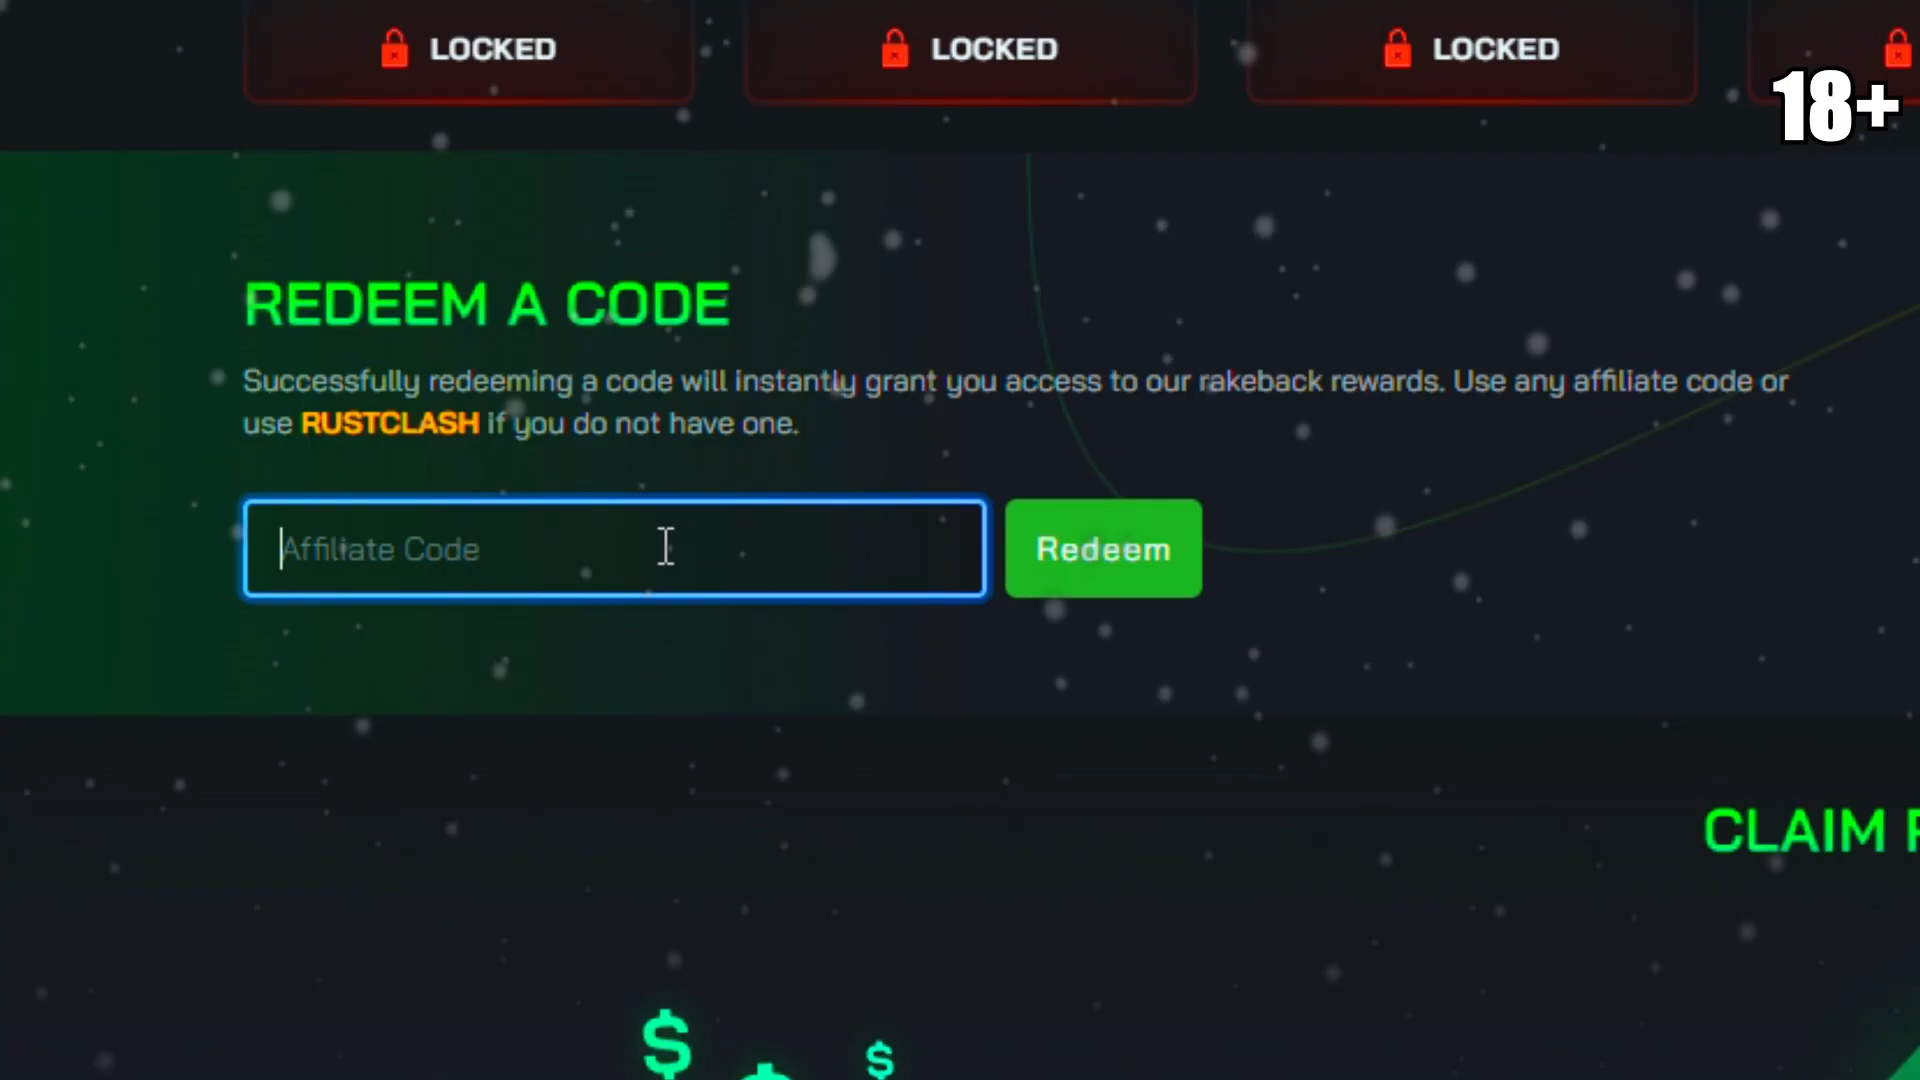 LOCKED
LOCKED
LOCKED
18+
REDEEM A CODE
Successfully redeeming a code will instantly grant you access to our rakeback rewards. Use any affiliate code or
use RUSTCLASH if you do not have one.
Affiliate Code
Redeem
CLAIM
$
$